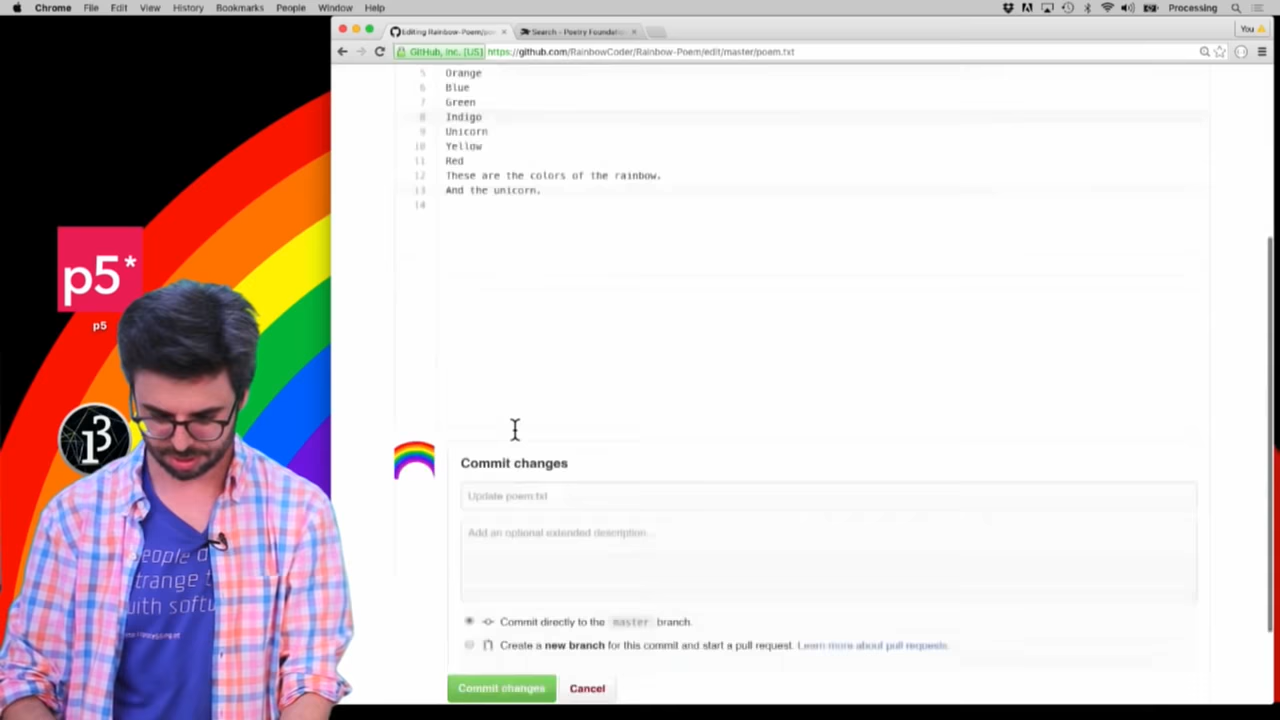 Chrome File Edit View History Bookmarks People Window Help Processing
Editing Rainbow-Poem/ Search - Poetry Foundatio You
GitHub, Inc. [US] https://github.com/RainbowCoder/Rainbow-Poem/edit/master/poem.txt
5 Orange
6 Blue
7 Green
8 Indigo
9 Unicorn
10 Yellow
11 Red
12 These are the colors of the rainbow.
13 And the unicorn.
14
p5*
p5
Commit changes
Update poem.txt
Add an optional extended description...
Commit directly to the master branch.
Create a new branch for this commit and start a pull request. Learn more about pull requests.
Commit changes Cancel
people d
strange t
with softw